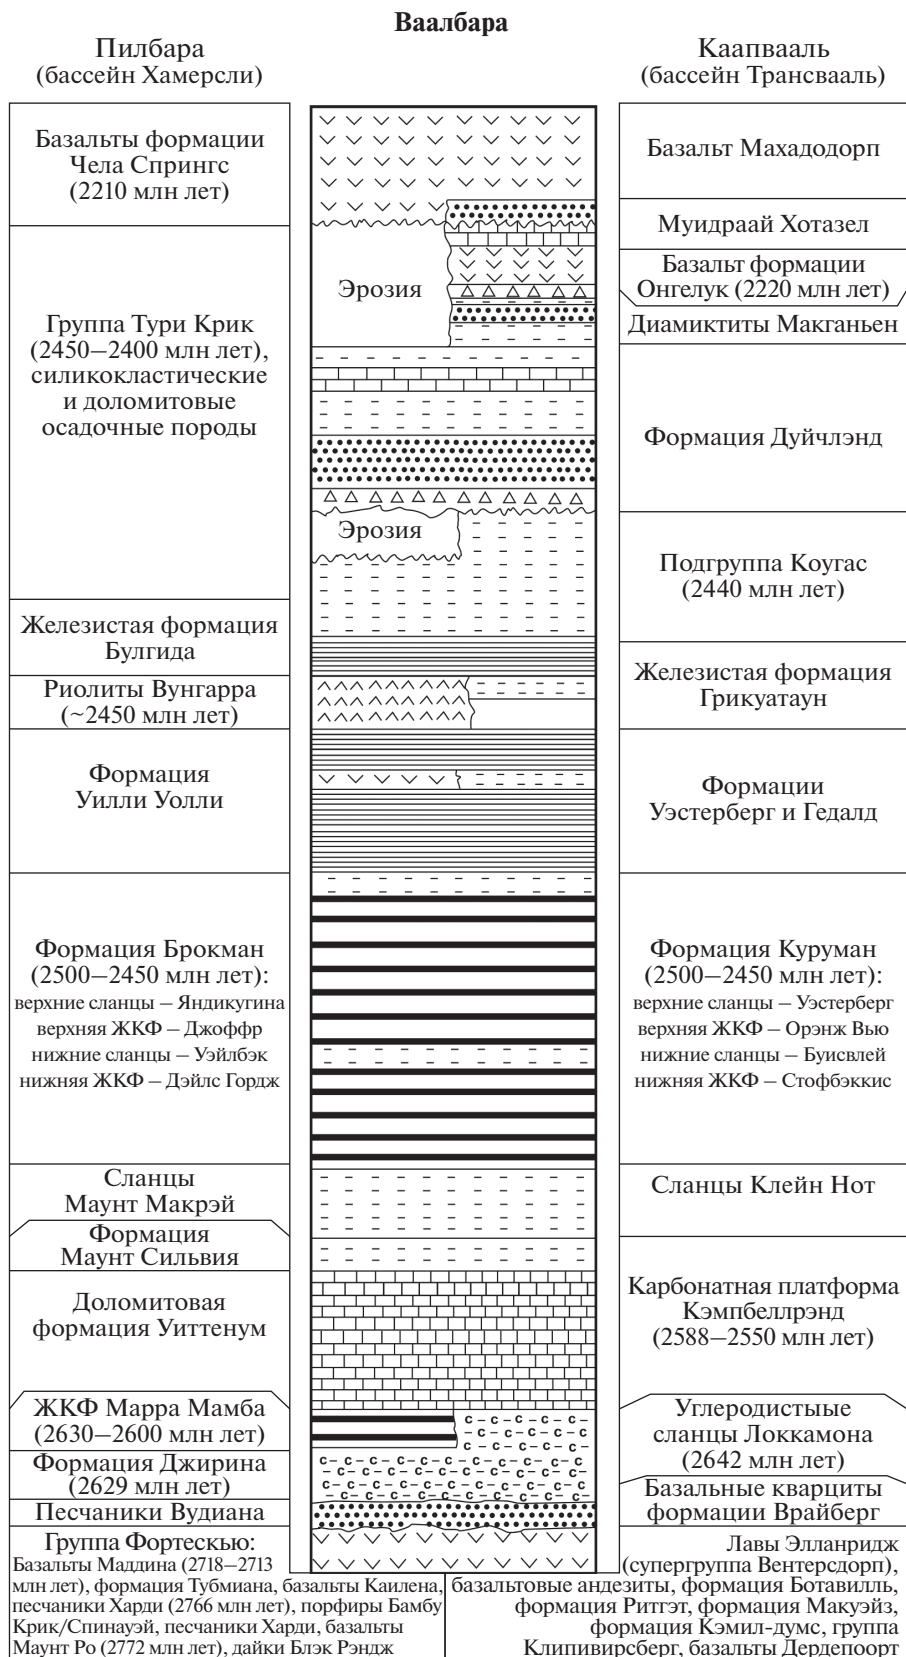 Ваалбара
Пилбара
(бассейн Хамерсли)
Каапвааль
(бассейн Трансвааль)
Базальты формации
Чела Спрингс
(2210 млн лет)
Группа Тури Крик
(2450–2400 млн лет),
силикокластические
и доломитовые
осадочные породы
Железистая формация
Булгида
Риолиты Вунгарра
(~2450 млн лет)
Формация
Уилли Уолли
Формация Брокман
(2500–2450 млн лет):
верхние сланцы – Яндикугина
верхняя ЖКФ – Джоффр
нижние сланцы – Уэйлбэк
нижняя ЖКФ – Дэйлс Гордж
Сланцы
Маунт Макрэй
Формация
Маунт Сильвия
Доломитовая
формация Уиттенум
ЖКФ Марра Мамба
(2630–2600 млн лет)
Формация Джирина
(2629 млн лет)
Песчаники Вудиана
Группа Фортескью:
Базальты Маддина (2718–2713
млн лет), формация Тубмиана, базальты Каилена,
песчаники Харди (2766 млн лет), порфиры Бамбу
Крик/Спинауэй, песчаники Харди, базальты
Маунт Ро (2772 млн лет), дайки Блэк Рэндж
Эрозия
Эрозия
Базальт Махадодорп
Муидраай Хотазел
Базальт формации
Онгелук (2220 млн лет)
Диамиктиты Макганьен
Формация Дуйчлэнд
Подгруппа Коугас
(2440 млн лет)
Железистая формация
Грикуатаун
Формации
Уэстерберг и Гедалд
Формация Куруман
(2500–2450 млн лет):
верхние сланцы – Уэстерберг
верхняя ЖКФ – Орэнж Вью
нижние сланцы – Буисвлей
нижняя ЖКФ – Стофбэккис
Сланцы Клейн Нот
Карбонатная платформа
Кэмпбеллрэнд
(2588–2550 млн лет)
Углеродистыые
сланцы Локкамона
(2642 млн лет)
Базальные кварциты
формации Врайберг
Лавы Элланридж
(супергруппа Вентерсдорп),
базальтовые андезиты, формация Ботавилль,
формация Ритгэт, формация Макуэйз,
формация Кэмил-думс, группа
Клипивирсберг, базальты Дердепоорт